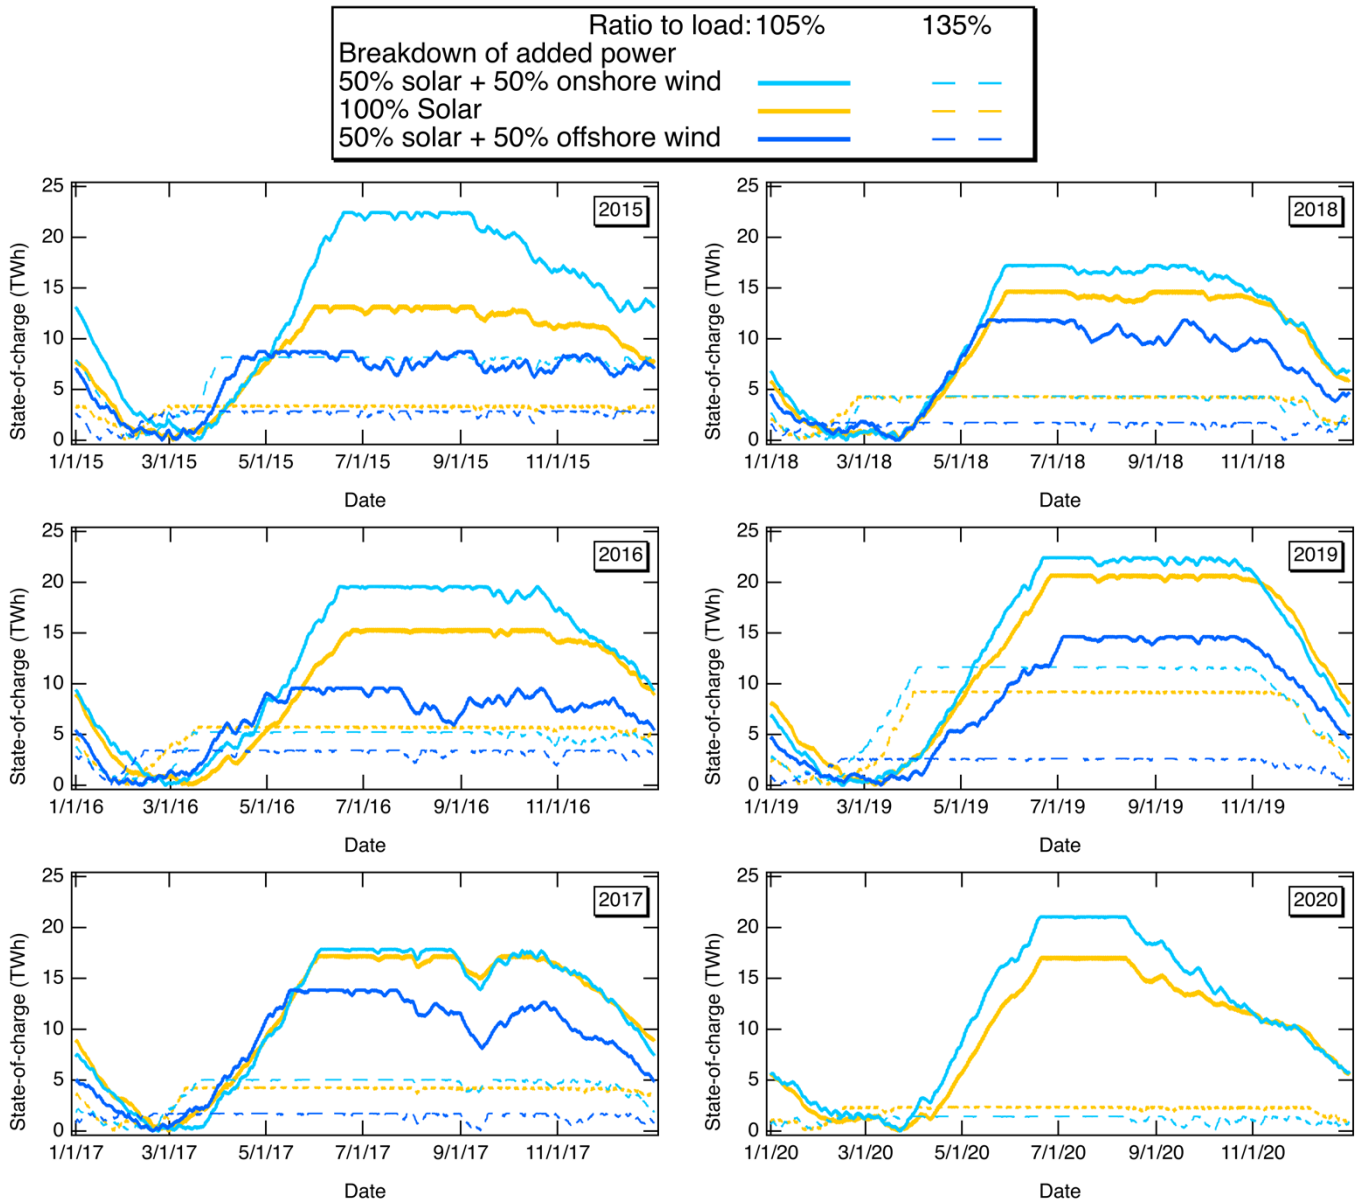 Ratio to load: 105% 135%
Breakdown of added power
50% solar + 50% onshore wind
100% Solar
50% solar + 50% offshore wind
25
20
15
10
5
0
State-of-charge (TWh)
2015
1/1/15 3/1/15 5/1/15 7/1/15 9/1/15 11/1/15
Date
25
20
15
10
5
0
State-of-charge (TWh)
2018
1/1/18 3/1/18 5/1/18 7/1/18 9/1/18 11/1/18
Date
25
20
15
10
5
0
State-of-charge (TWh)
2016
1/1/16 3/1/16 5/1/16 7/1/16 9/1/16 11/1/16
Date
25
20
15
10
5
0
State-of-charge (TWh)
2019
1/1/19 3/1/19 5/1/19 7/1/19 9/1/19 11/1/19
Date
25
20
15
10
5
0
State-of-charge (TWh)
2017
1/1/17 3/1/17 5/1/17 7/1/17 9/1/17 11/1/17
Date
25
20
15
10
5
0
State-of-charge (TWh)
2020
1/1/20 3/1/20 5/1/20 7/1/20 9/1/20 11/1/20
Date